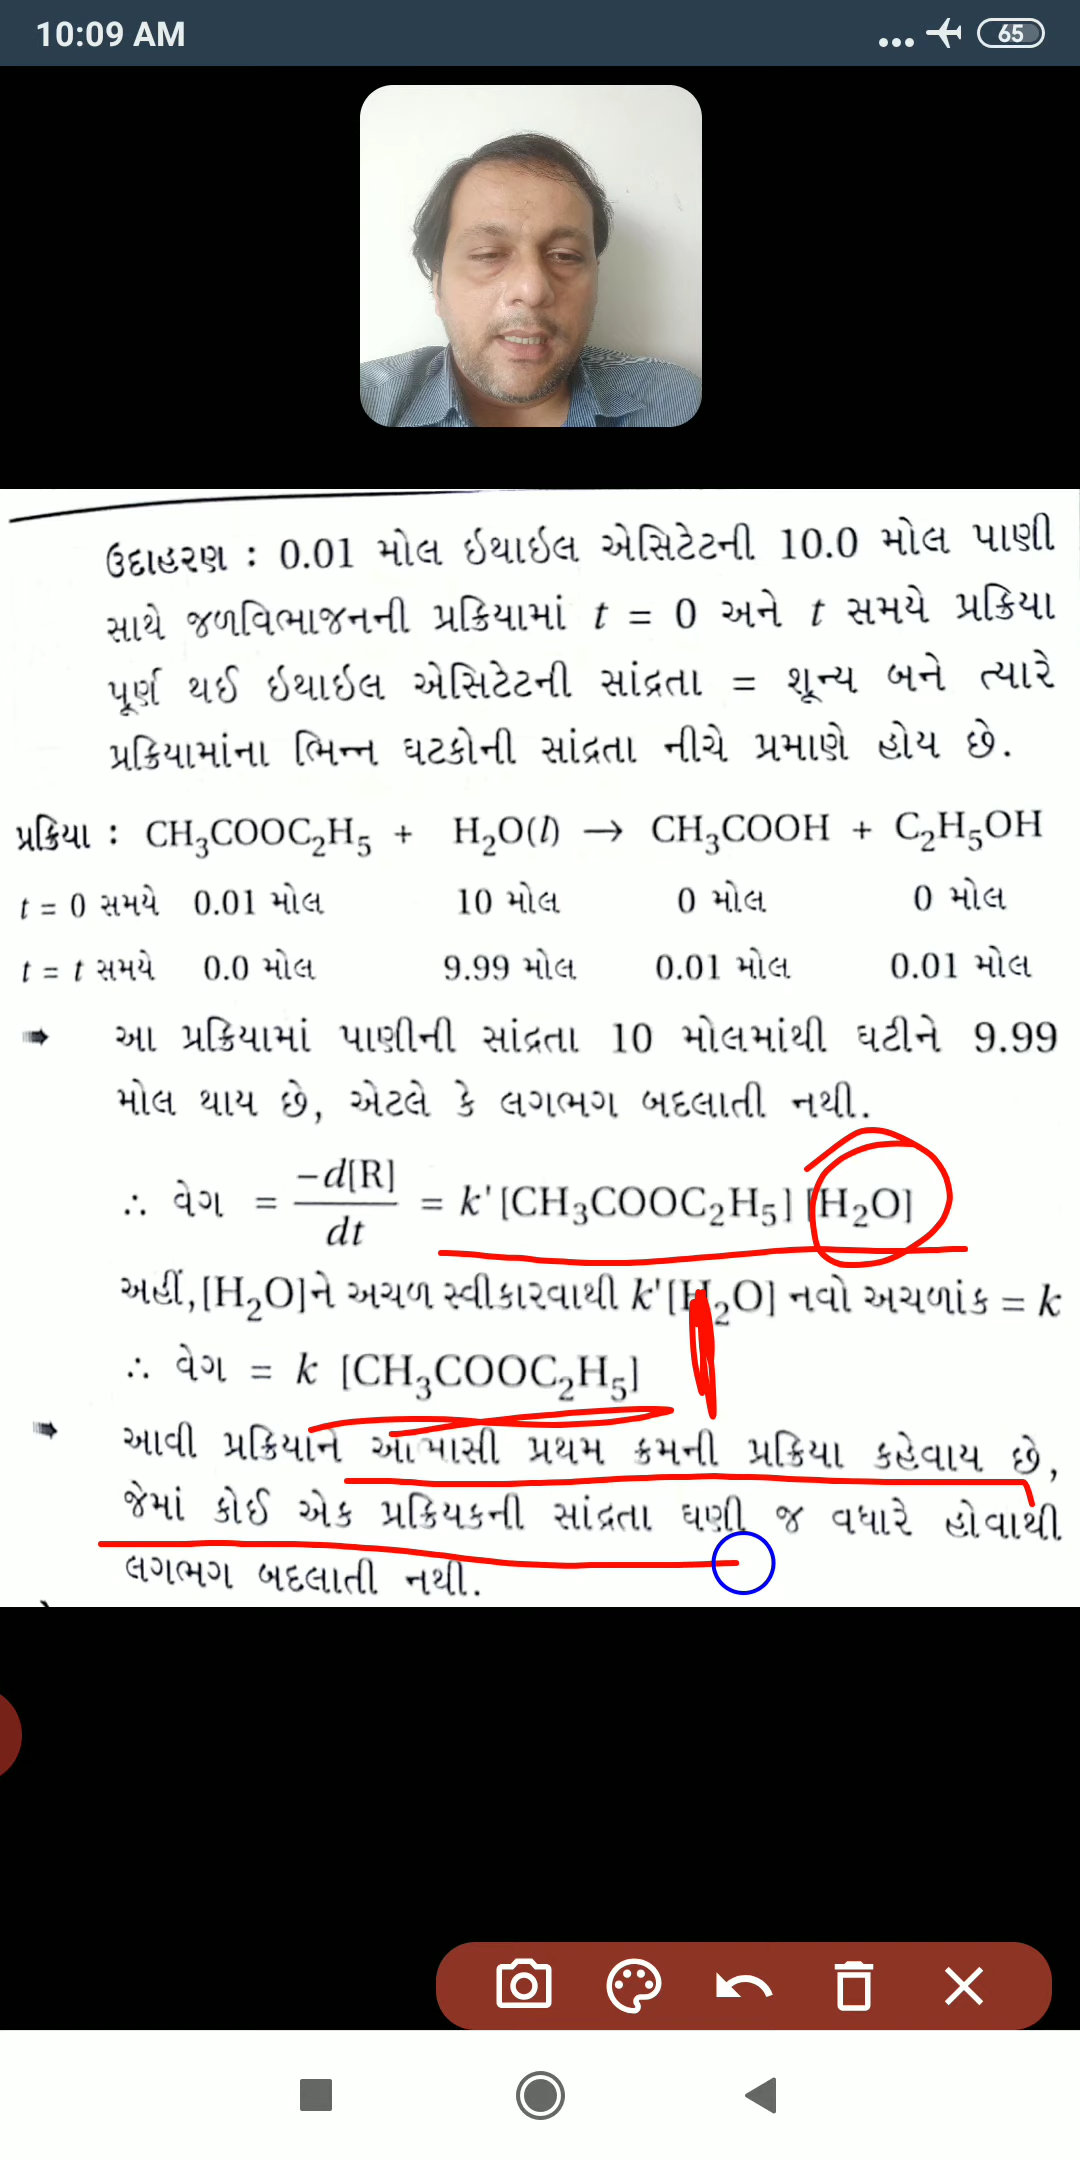 10:09 AM
65
ઉદાહરણ : 0.01 મોલ ઇથાઇલ એસિટેટની 10.0 મોલ પાણી
સાથે જળવિભાજનની પ્રક્રિયામાં t = 0 અને t સમયે પ્રક્રિયા
પૂર્ણ થઈ ઇથાઇલ એસિટેટની સાંદ્રતા = શૂન્ય બને ત્યારે
પ્રક્રિયામાંના ભિન્ન ઘટકોની સાંદ્રતા નીચે પ્રમાણે હોય છે.
પ્રક્રિયા : CH₃COOC₂H₅ + H₂O(l) → CH₃COOH + C₂H₅OH
t = 0 સમયે 0.01 મોલ 10 મોલ 0 મોલ 0 મોલ
t = t સમયે 0.0 મોલ 9.99 મોલ 0.01 મોલ 0.01 મોલ
➠ આ પ્રક્રિયામાં પાણીની સાંદ્રતા 10 મોલમાંથી ઘટીને 9.99
મોલ થાય છે, એટલે કે લગભગ બદલાતી નથી.
∴ વેગ = −d[R]/dt = k' [CH₃COOC₂H₅] [H₂O]
અહીં, [H₂O]ને અચળ સ્વીકારવાથી k' [H₂O] નવો અચળાંક = k
∴ વેગ = k [CH₃COOC₂H₅]
➠ આવી પ્રક્રિયાને આભાસી પ્રથમ ક્રમની પ્રક્રિયા કહેવાય છે,
જેમાં કોઈ એક પ્રક્રિયકની સાંદ્રતા ઘણી જ વધારે હોવાથી
લગભગ બદલાતી નથી.